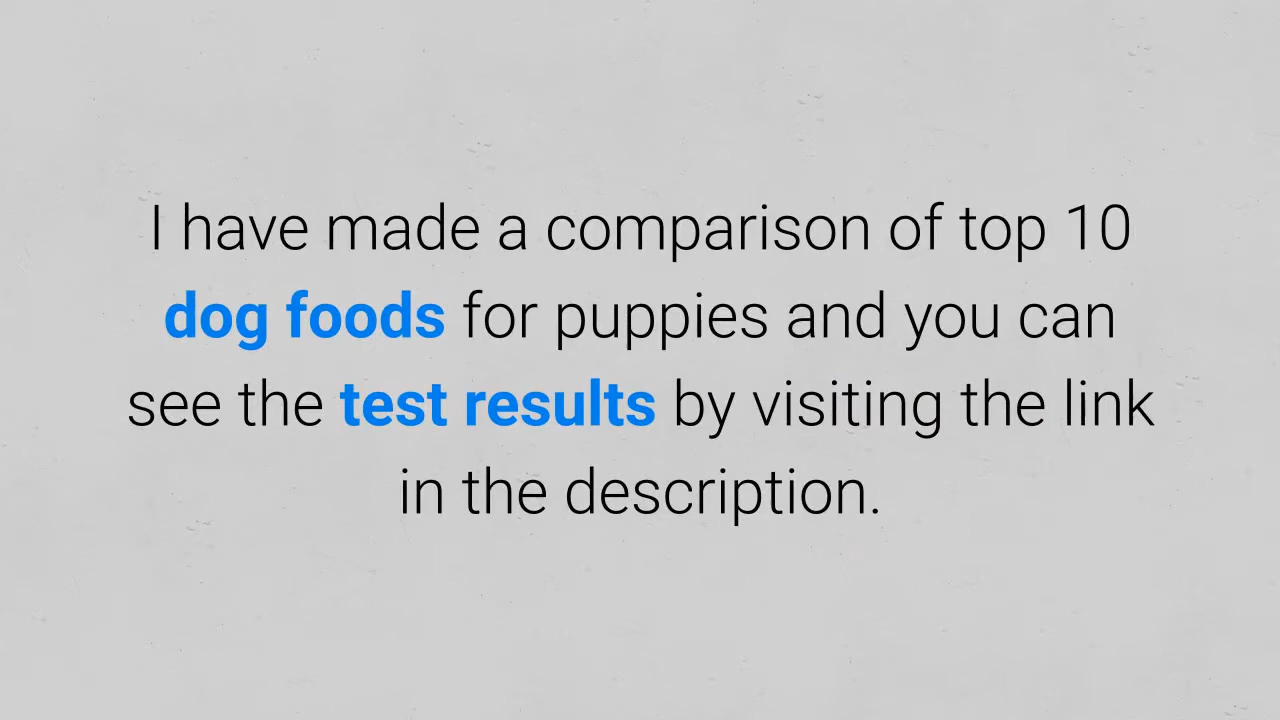 I have made a comparison of top 10
dog foods for puppies and you can
see the test results by visiting the link
in the description.